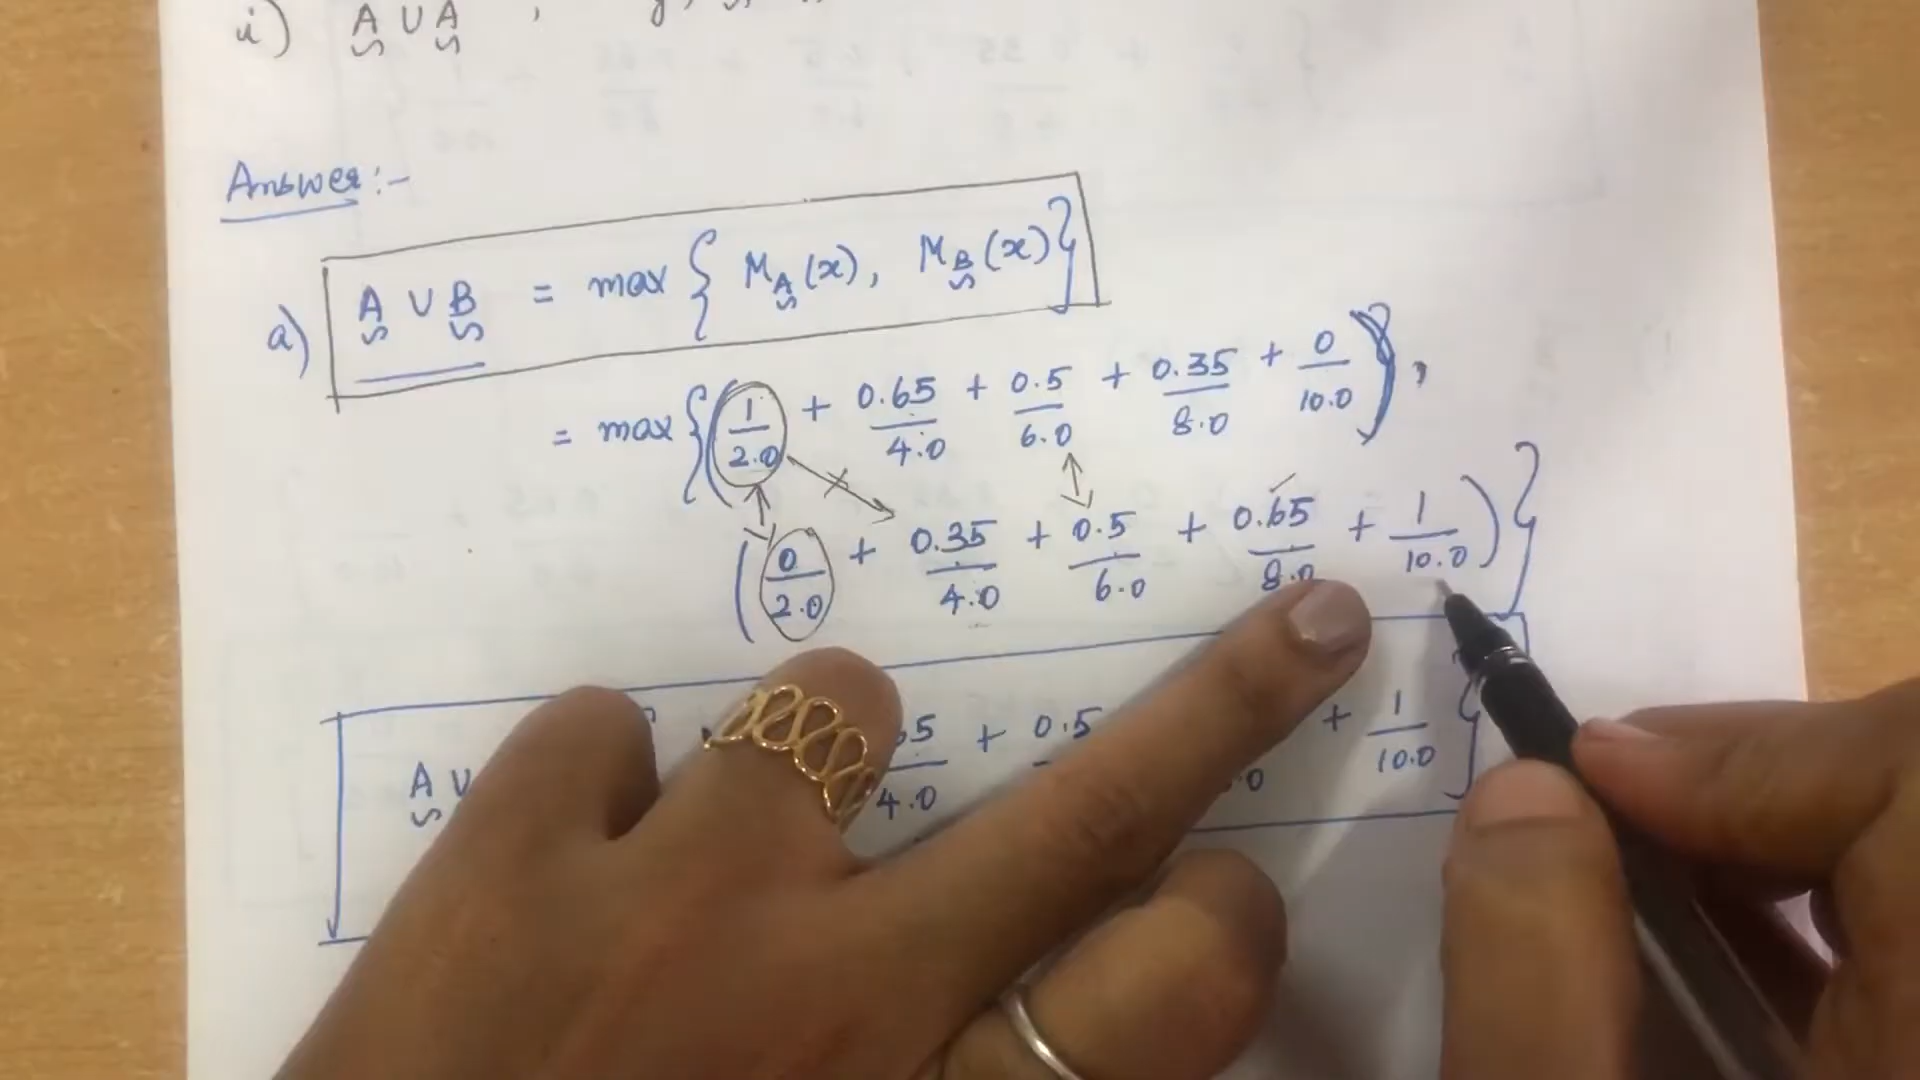 ii) A ∪ A ,
Answer:-
a) A ∪ B = max { M_A(x), M_B(x) }
= max { ( 1/2.0 + 0.65/4.0 + 0.5/6.0 + 0.35/8.0 + 0/10.0 ) ,
( 0/2.0 + 0.35/4.0 + 0.5/6.0 + 0.65/8.0 + 1/10.0 ) }
A ∪ 5/4.0 + 0.5 + 1/10.0 }